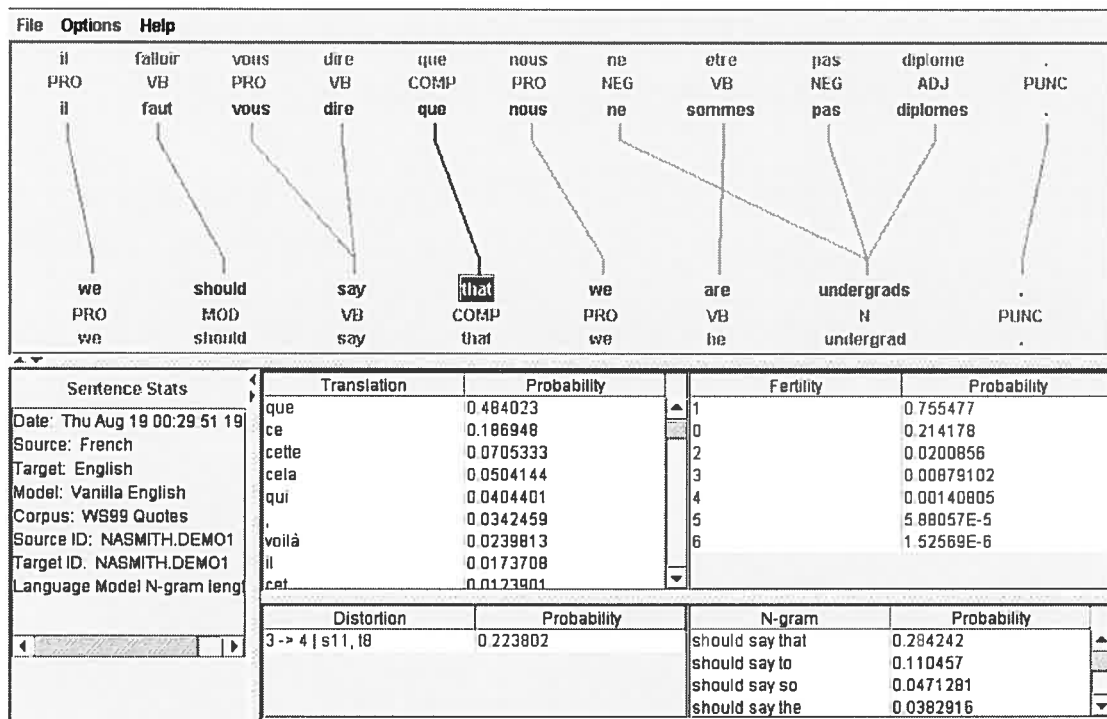 File Options Help
il falloir vous dire que nous ne etre pas diplome .
PRO VB PRO VB COMP PRO NEG VB NEG ADJ PUNC
il faut vous dire que nous ne sommes pas diplomes .
we should say that we are undergrads .
PRO MOD VB COMP PRO VB N PUNC
we should say that we be undergrad .
Sentence Stats
Date: Thu Aug 19 00:29:51 19
Source: French
Target: English
Model: Vanilla English
Corpus: WS99 Quotes
Source ID: NASMITH.DEMO1
Target ID. NASMITH.DEMO1
Language Model N-gram leng
Translation Probability
que 0.484023
ce 0.186948
cette 0.0705333
cela 0.0504144
qui 0.0404401
, 0.0342459
voilà 0.0239813
il 0.0173708
cet 0.0123901
Fertility Probability
1 0.755477
0 0.214178
2 0.0200856
3 0.00879102
4 0.00140805
5 5.88057E-5
6 1.52569E-6
Distortion Probability
3 -> 4 | s11, t8 0.223802
N-gram Probability
should say that 0.284242
should say to 0.110457
should say so 0.0471281
should say the 0.0382916